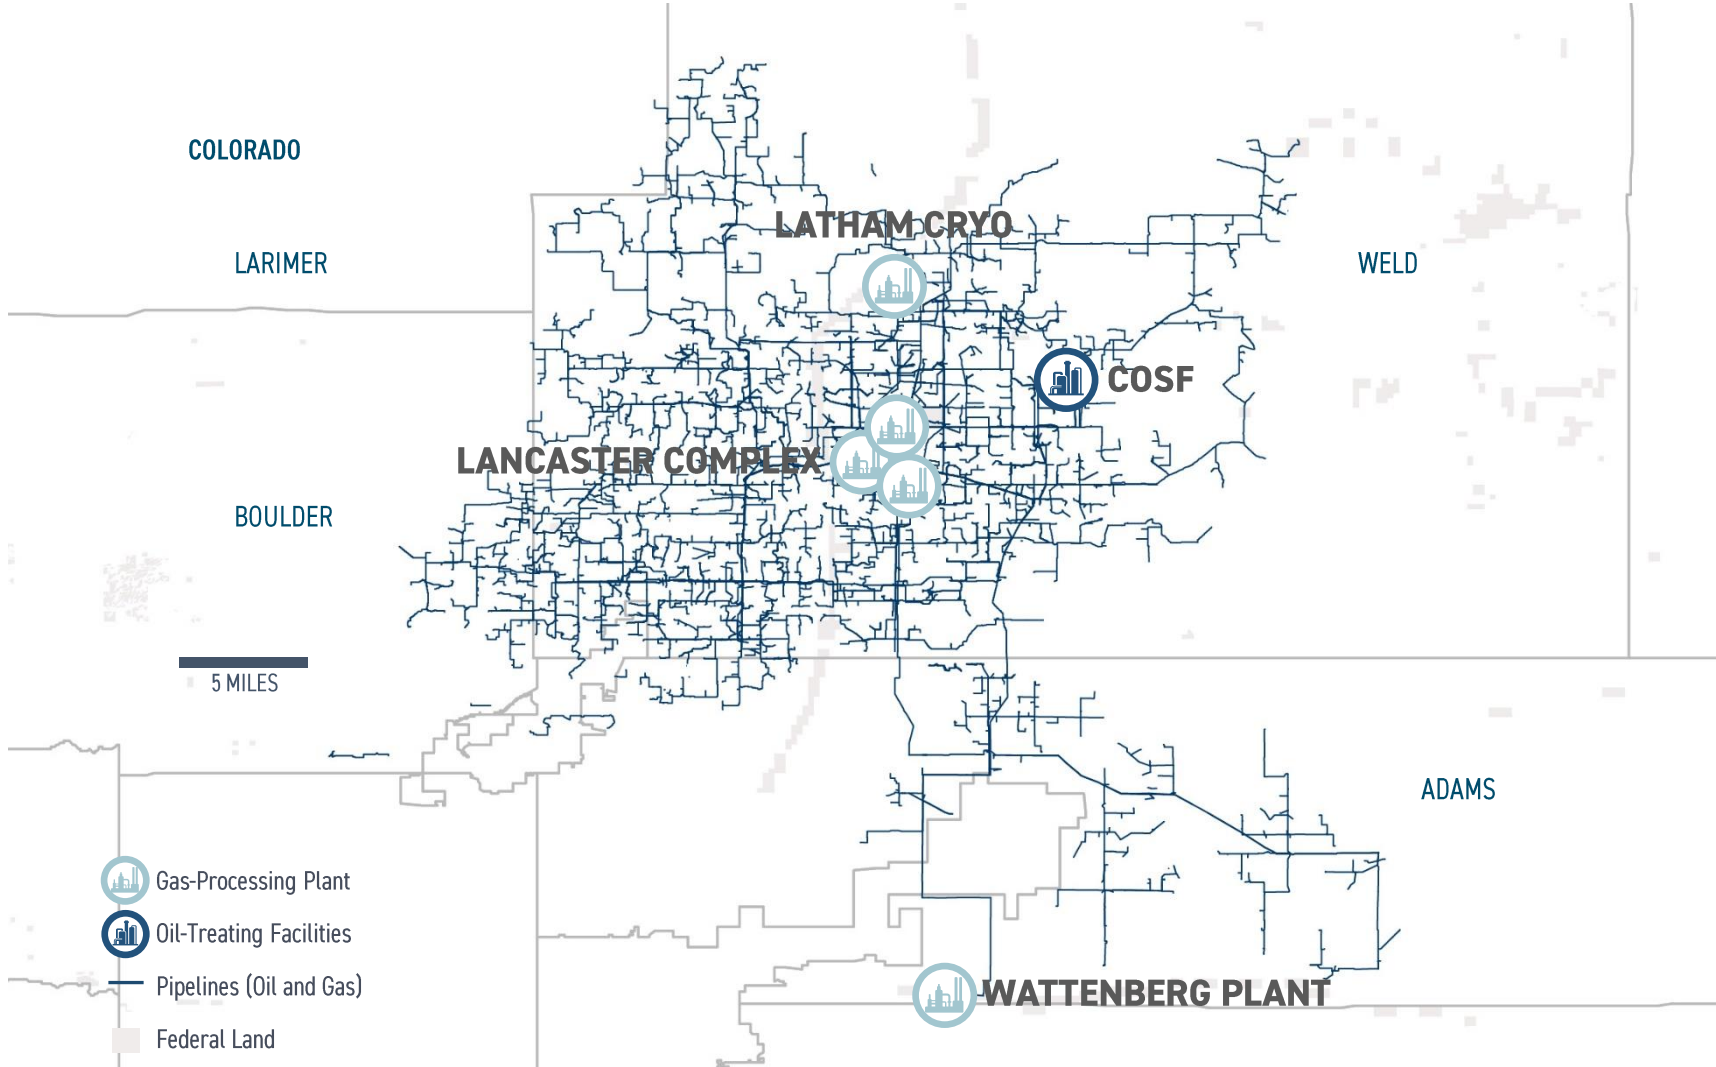 COLORADO
LATHAM CRYO
LARIMER
WELD
COSF
LANCASTER COMPLEX
BOULDER
5 MILES
ADAMS
Gas-Processing Plant
Oil-Treating Facilities
Pipelines (Oil and Gas)
WATTENBERG PLANT
Federal Land